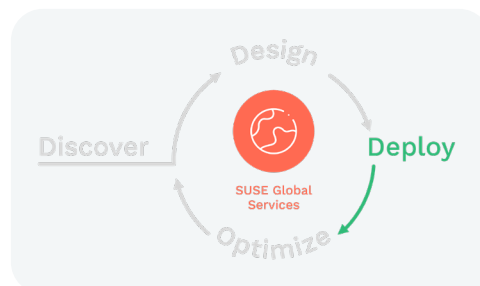 Design
Discover
Deploy
SUSE Global
Services
Optimize